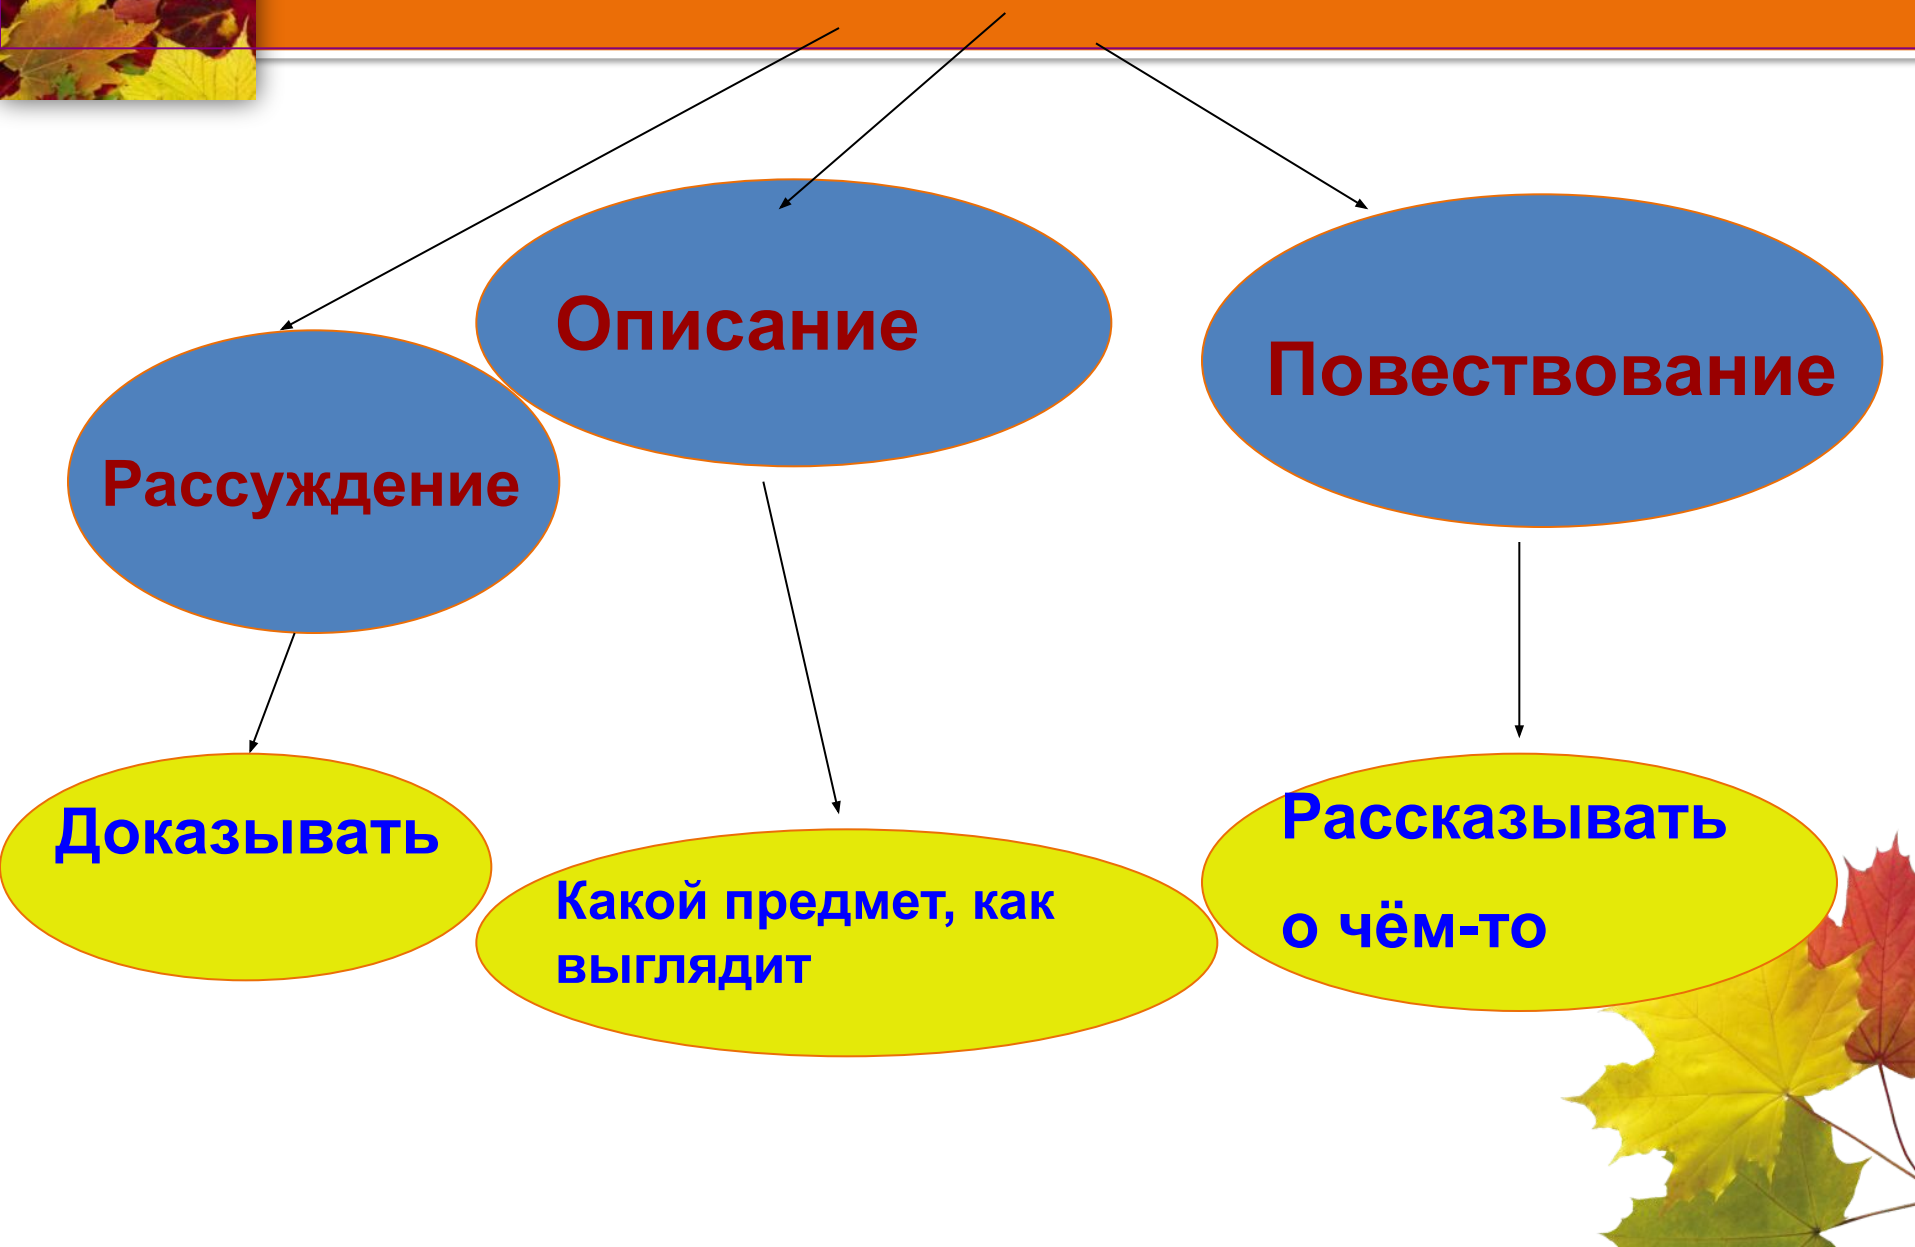 Описание
Повествование
Рассуждение
Доказывать
Какой предмет, как
выглядит
Рассказывать
о чём-то